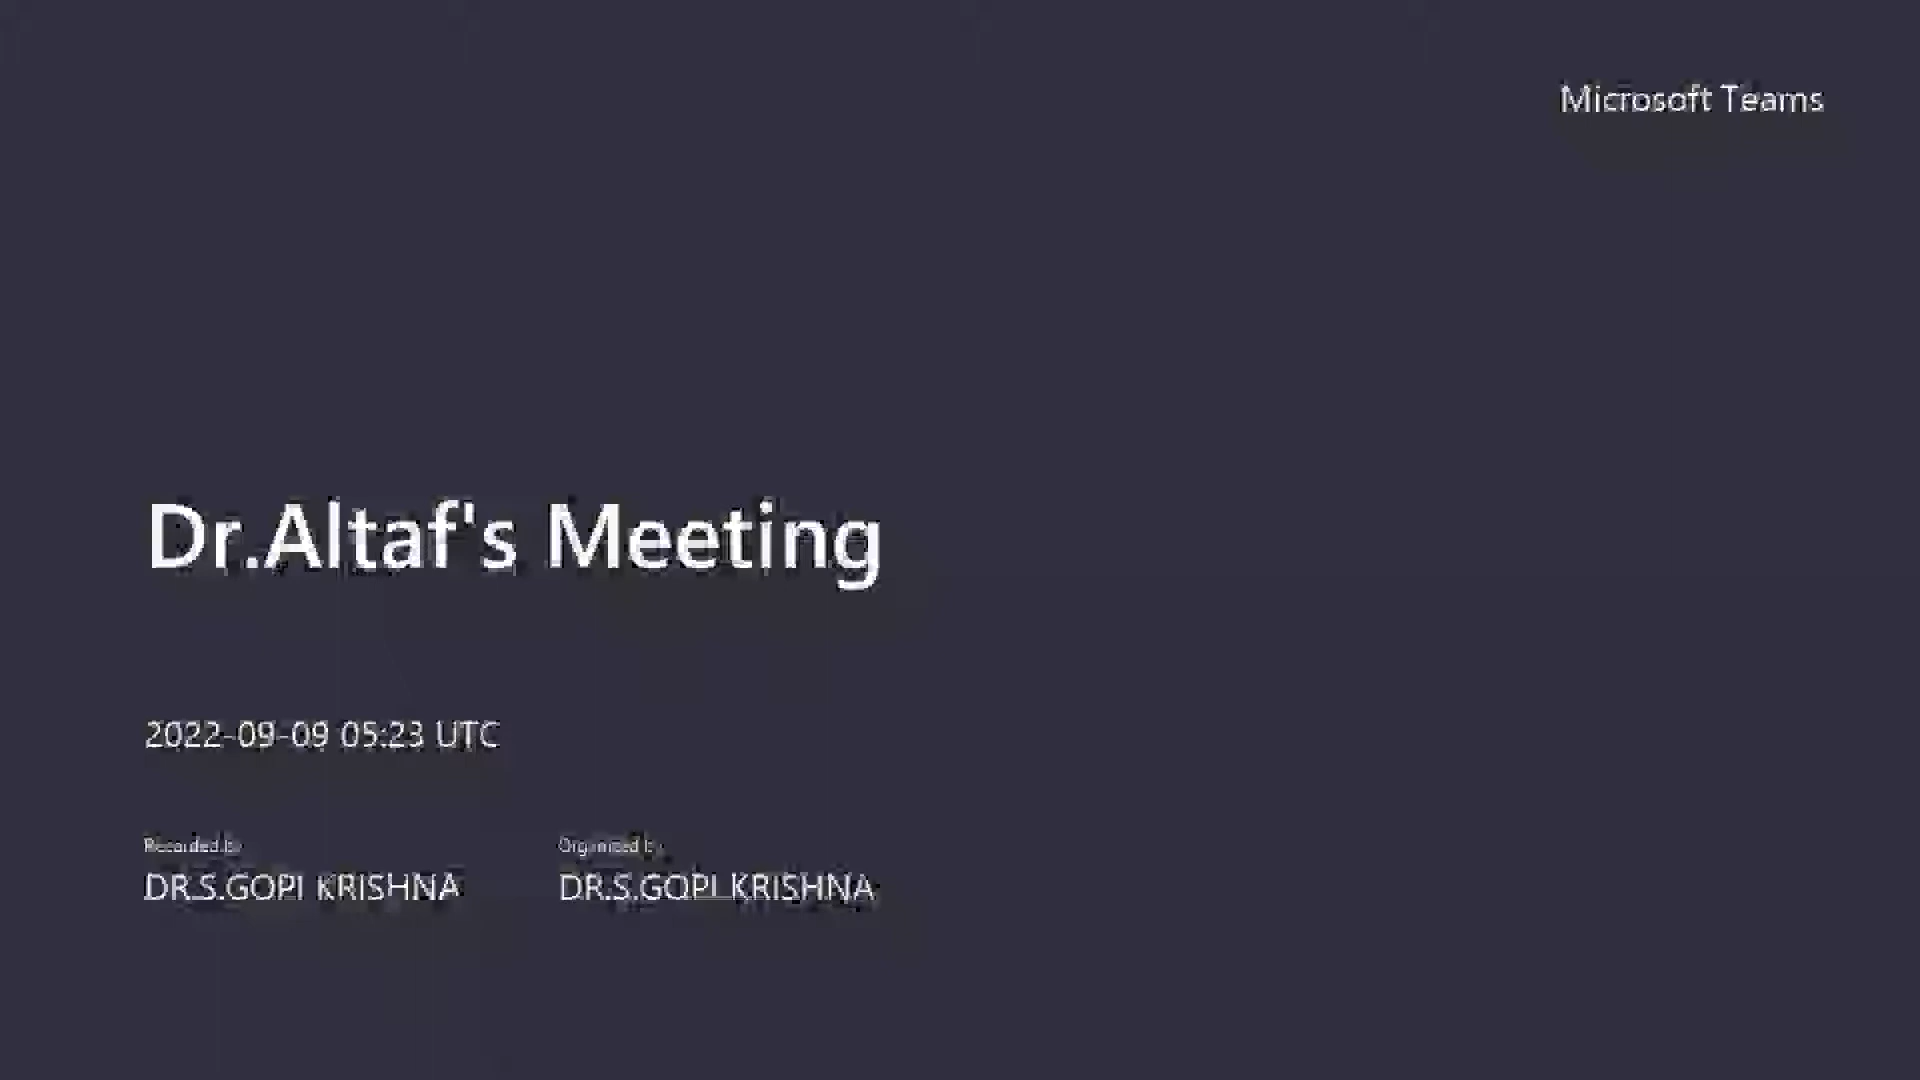 Microsoft Teams
Dr.Altaf's Meeting
2022-09-09 05:23 UTC
Recorded by
Organized by
DR.S.GOPI KRISHNA
DR.S.GOPI KRISHNA